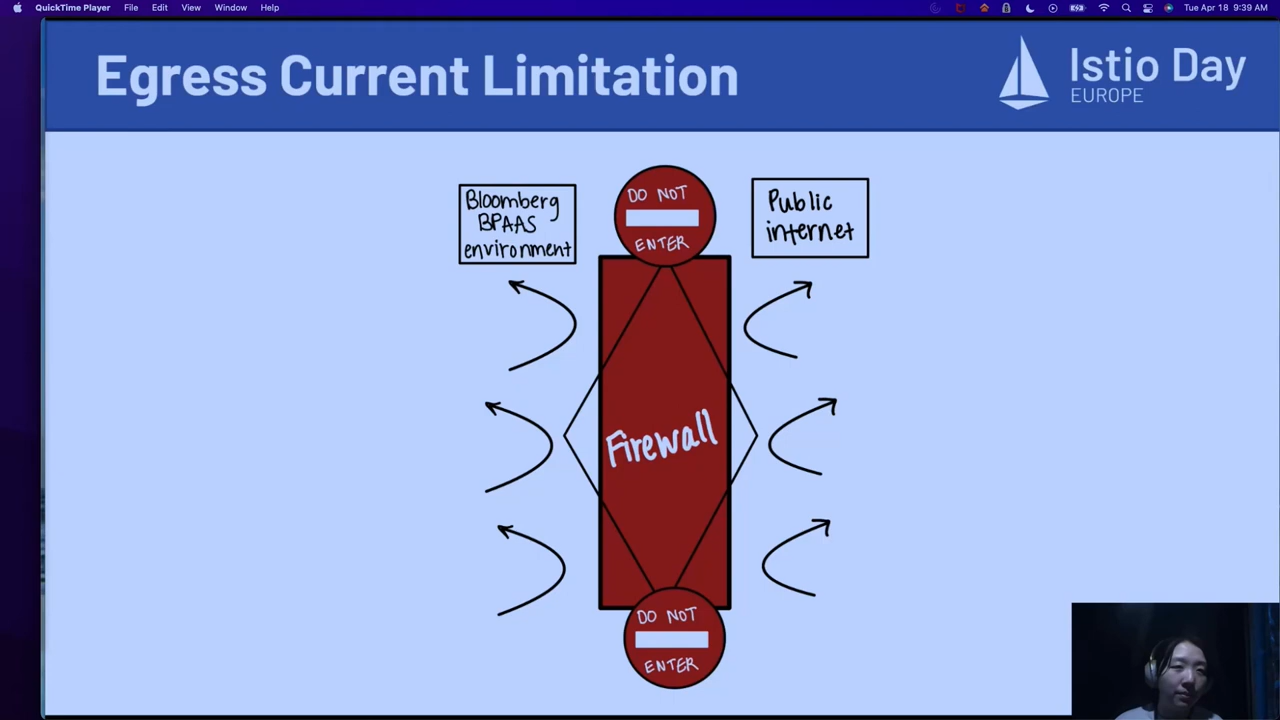 QuickTime Player File Edit View Window Help Tue Apr 18 9:39 AM
Egress Current Limitation
Istio Day
EUROPE
Bloomberg
BPAAS
environment
DO NOT
ENTER
Public
internet
Firewall
DO NOT
ENTER